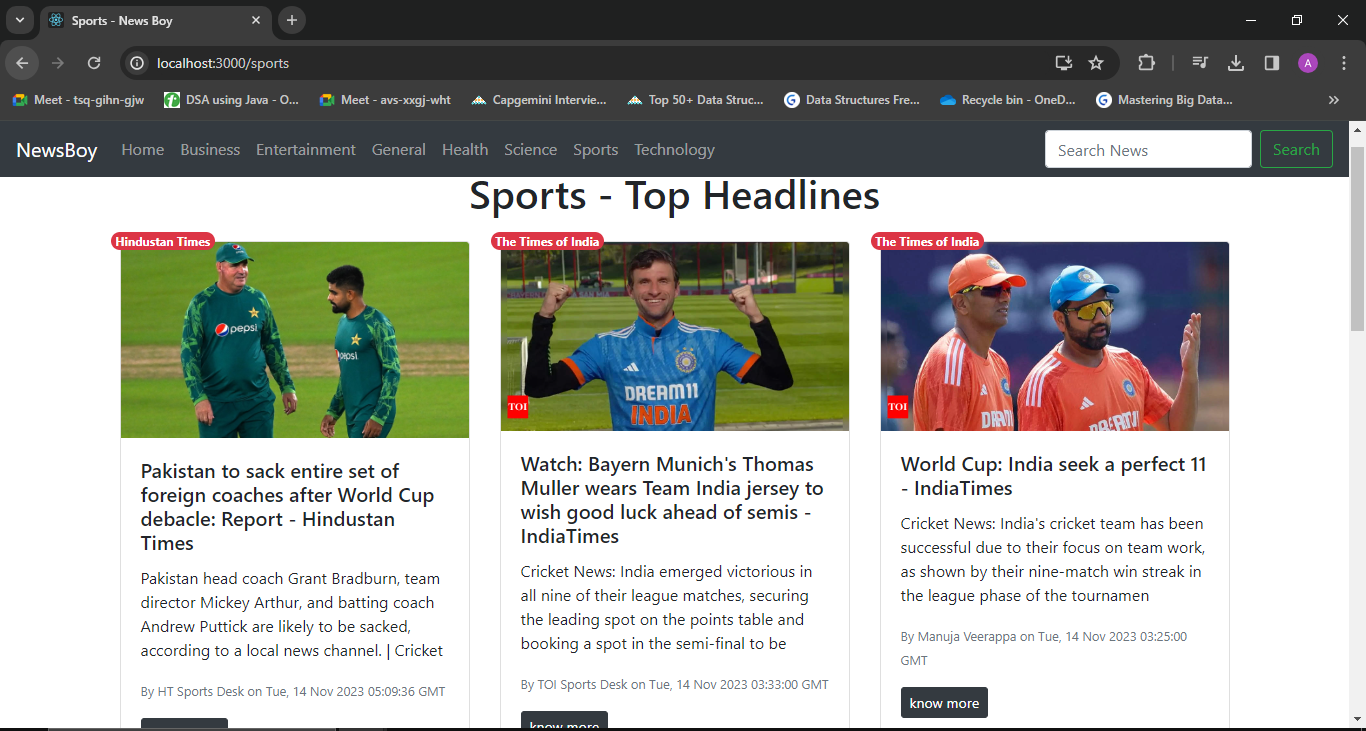 Sports - News Boy
localhost:3000/sports
A
Meet - tsq-gihn-gjw
DSA using Java - O...
Meet - avs-xxgj-wht
Capgemini Intervie...
Top 50+ Data Struc...
Data Structures Fre...
Recycle bin - OneD...
Mastering Big Data...
NewsBoy
Home
Business
Entertainment
General
Health
Science
Sports
Technology
Search News
Search
Sports - Top Headlines
Hindustan Times
pepsi
pepsi
Pakistan to sack entire set of
foreign coaches after World Cup
debacle: Report - Hindustan
Times
Pakistan head coach Grant Bradburn, team
director Mickey Arthur, and batting coach
Andrew Puttick are likely to be sacked,
according to a local news channel. | Cricket
By HT Sports Desk on Tue, 14 Nov 2023 05:09:36 GMT
The Times of India
DREAM11
INDIA
TOI
Watch: Bayern Munich's Thomas
Muller wears Team India jersey to
wish good luck ahead of semis -
IndiaTimes
Cricket News: India emerged victorious in
all nine of their league matches, securing
the leading spot on the points table and
booking a spot in the semi-final to be
By TOI Sports Desk on Tue, 14 Nov 2023 03:33:00 GMT
know more
The Times of India
TOI
World Cup: India seek a perfect 11
- IndiaTimes
Cricket News: India's cricket team has been
successful due to their focus on team work,
as shown by their nine-match win streak in
the league phase of the tournamen
By Manuja Veerappa on Tue, 14 Nov 2023 03:25:00
GMT
know more